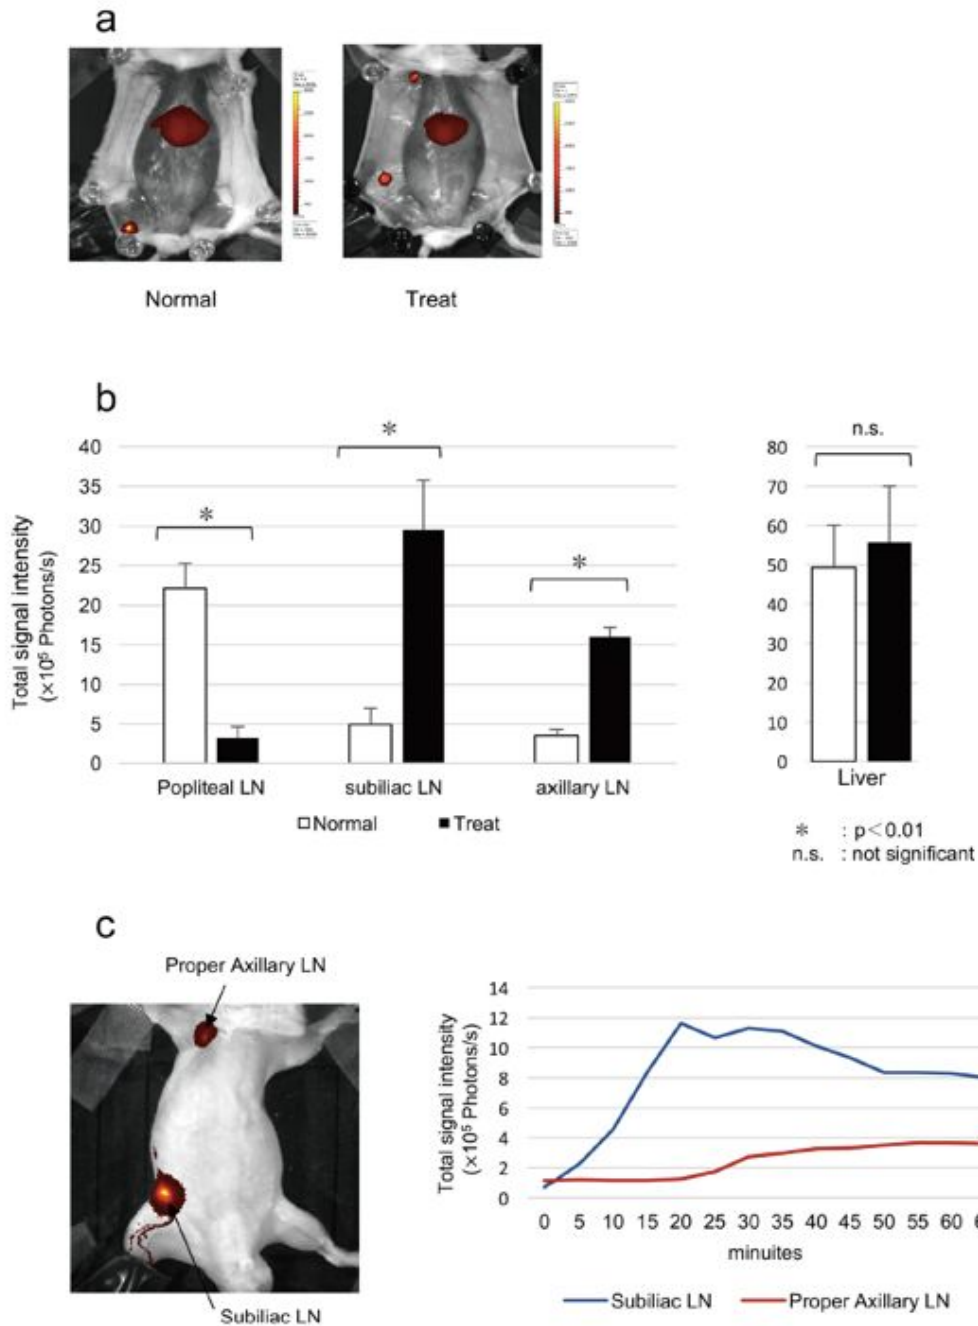 a
Normal
Treat
b
Total signal intensity
(×10⁵ Photons/s)
40
35
30
25
20
15
10
5
0
*
*
*
Popliteal LN
subiliac LN
axillary LN
□Normal ■Treat
n.s.
80
70
60
50
40
30
20
10
0
Liver
* : p<0.01
n.s. : not significant
c
Proper Axillary LN
Subiliac LN
Total signal intensity
(×10⁵ Photons/s)
14
12
10
8
6
4
2
0
0 5 10 15 20 25 30 35 40 45 50 55 60
minuites
Subiliac LN Proper Axillary LN